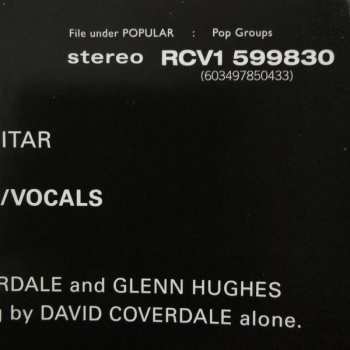 File under POPULAR : Pop Groups
stereo RCV1 599830
(603497850433)
ITAR
/VOCALS
RDALE and GLENN HUGHES
by DAVID COVERDALE alone.